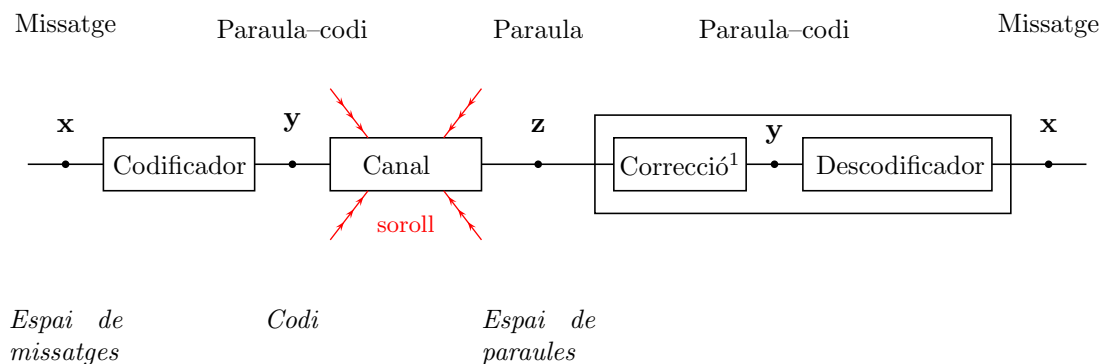 Missatge Paraula–codi Paraula Paraula–codi Missatge
x y z y x
Codificador Canal Correcció¹ Descodificador
soroll
Espai de Codi Espai de
missatges paraules